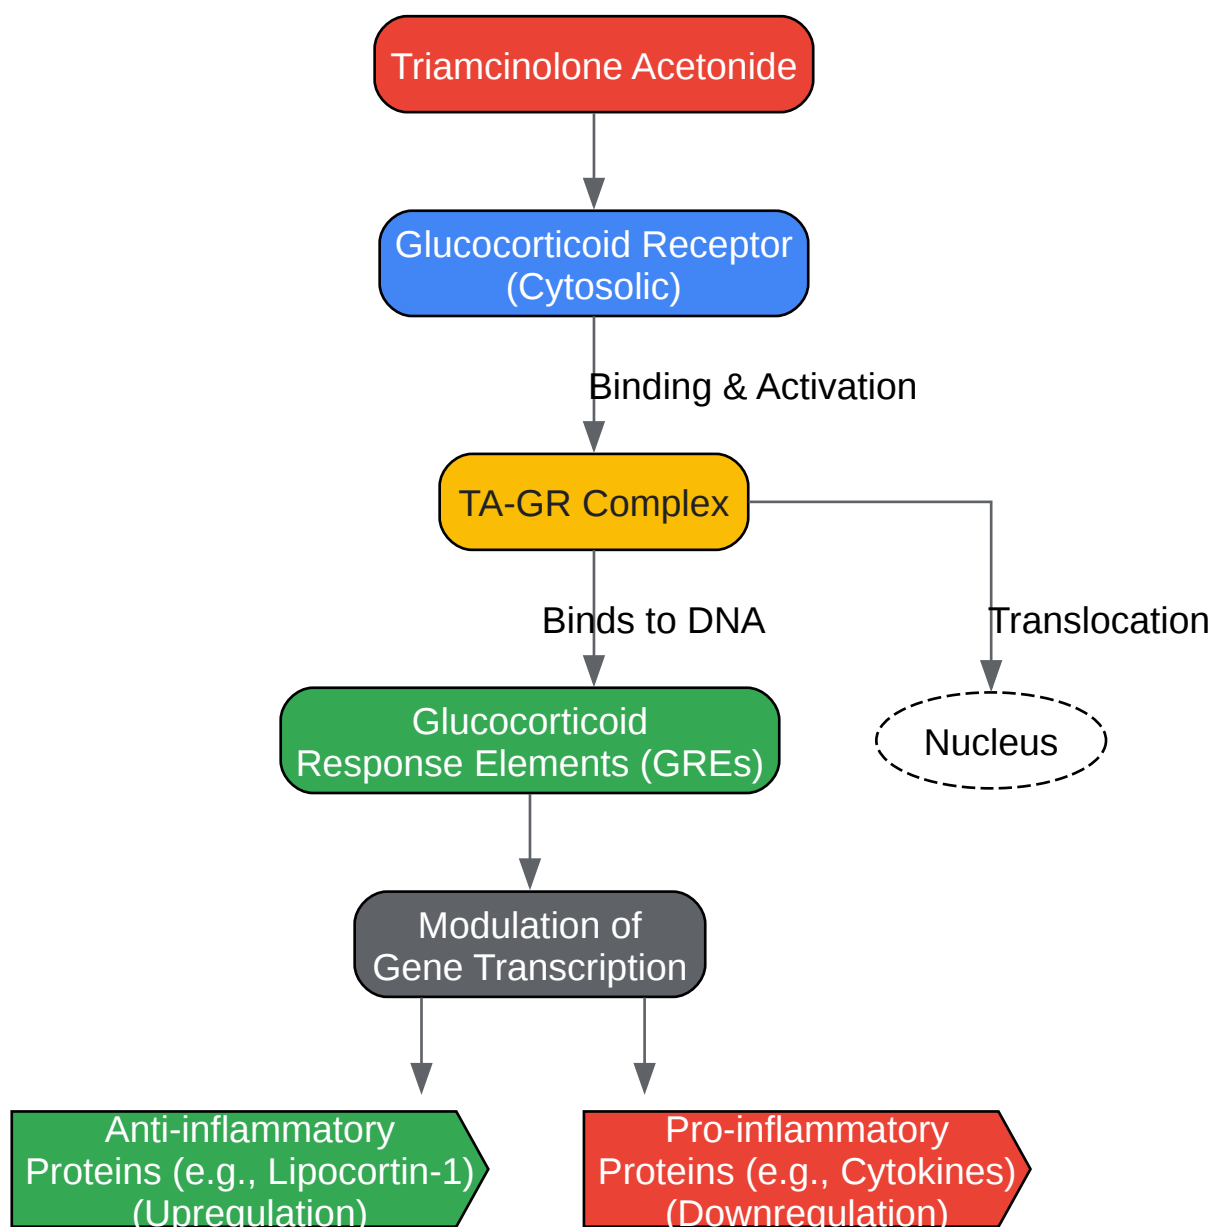 Triamcinolone Acetonide
Glucocorticoid Receptor
(Cytosolic)
Binding & Activation
TA-GR Complex
Binds to DNA
Translocation
Glucocorticoid
Response Elements (GREs)
Nucleus
Modulation of
Gene Transcription
Anti-inflammatory
Proteins (e.g., Lipocortin-1)
(Upregulation)
Pro-inflammatory
Proteins (e.g., Cytokines)
(Downregulation)